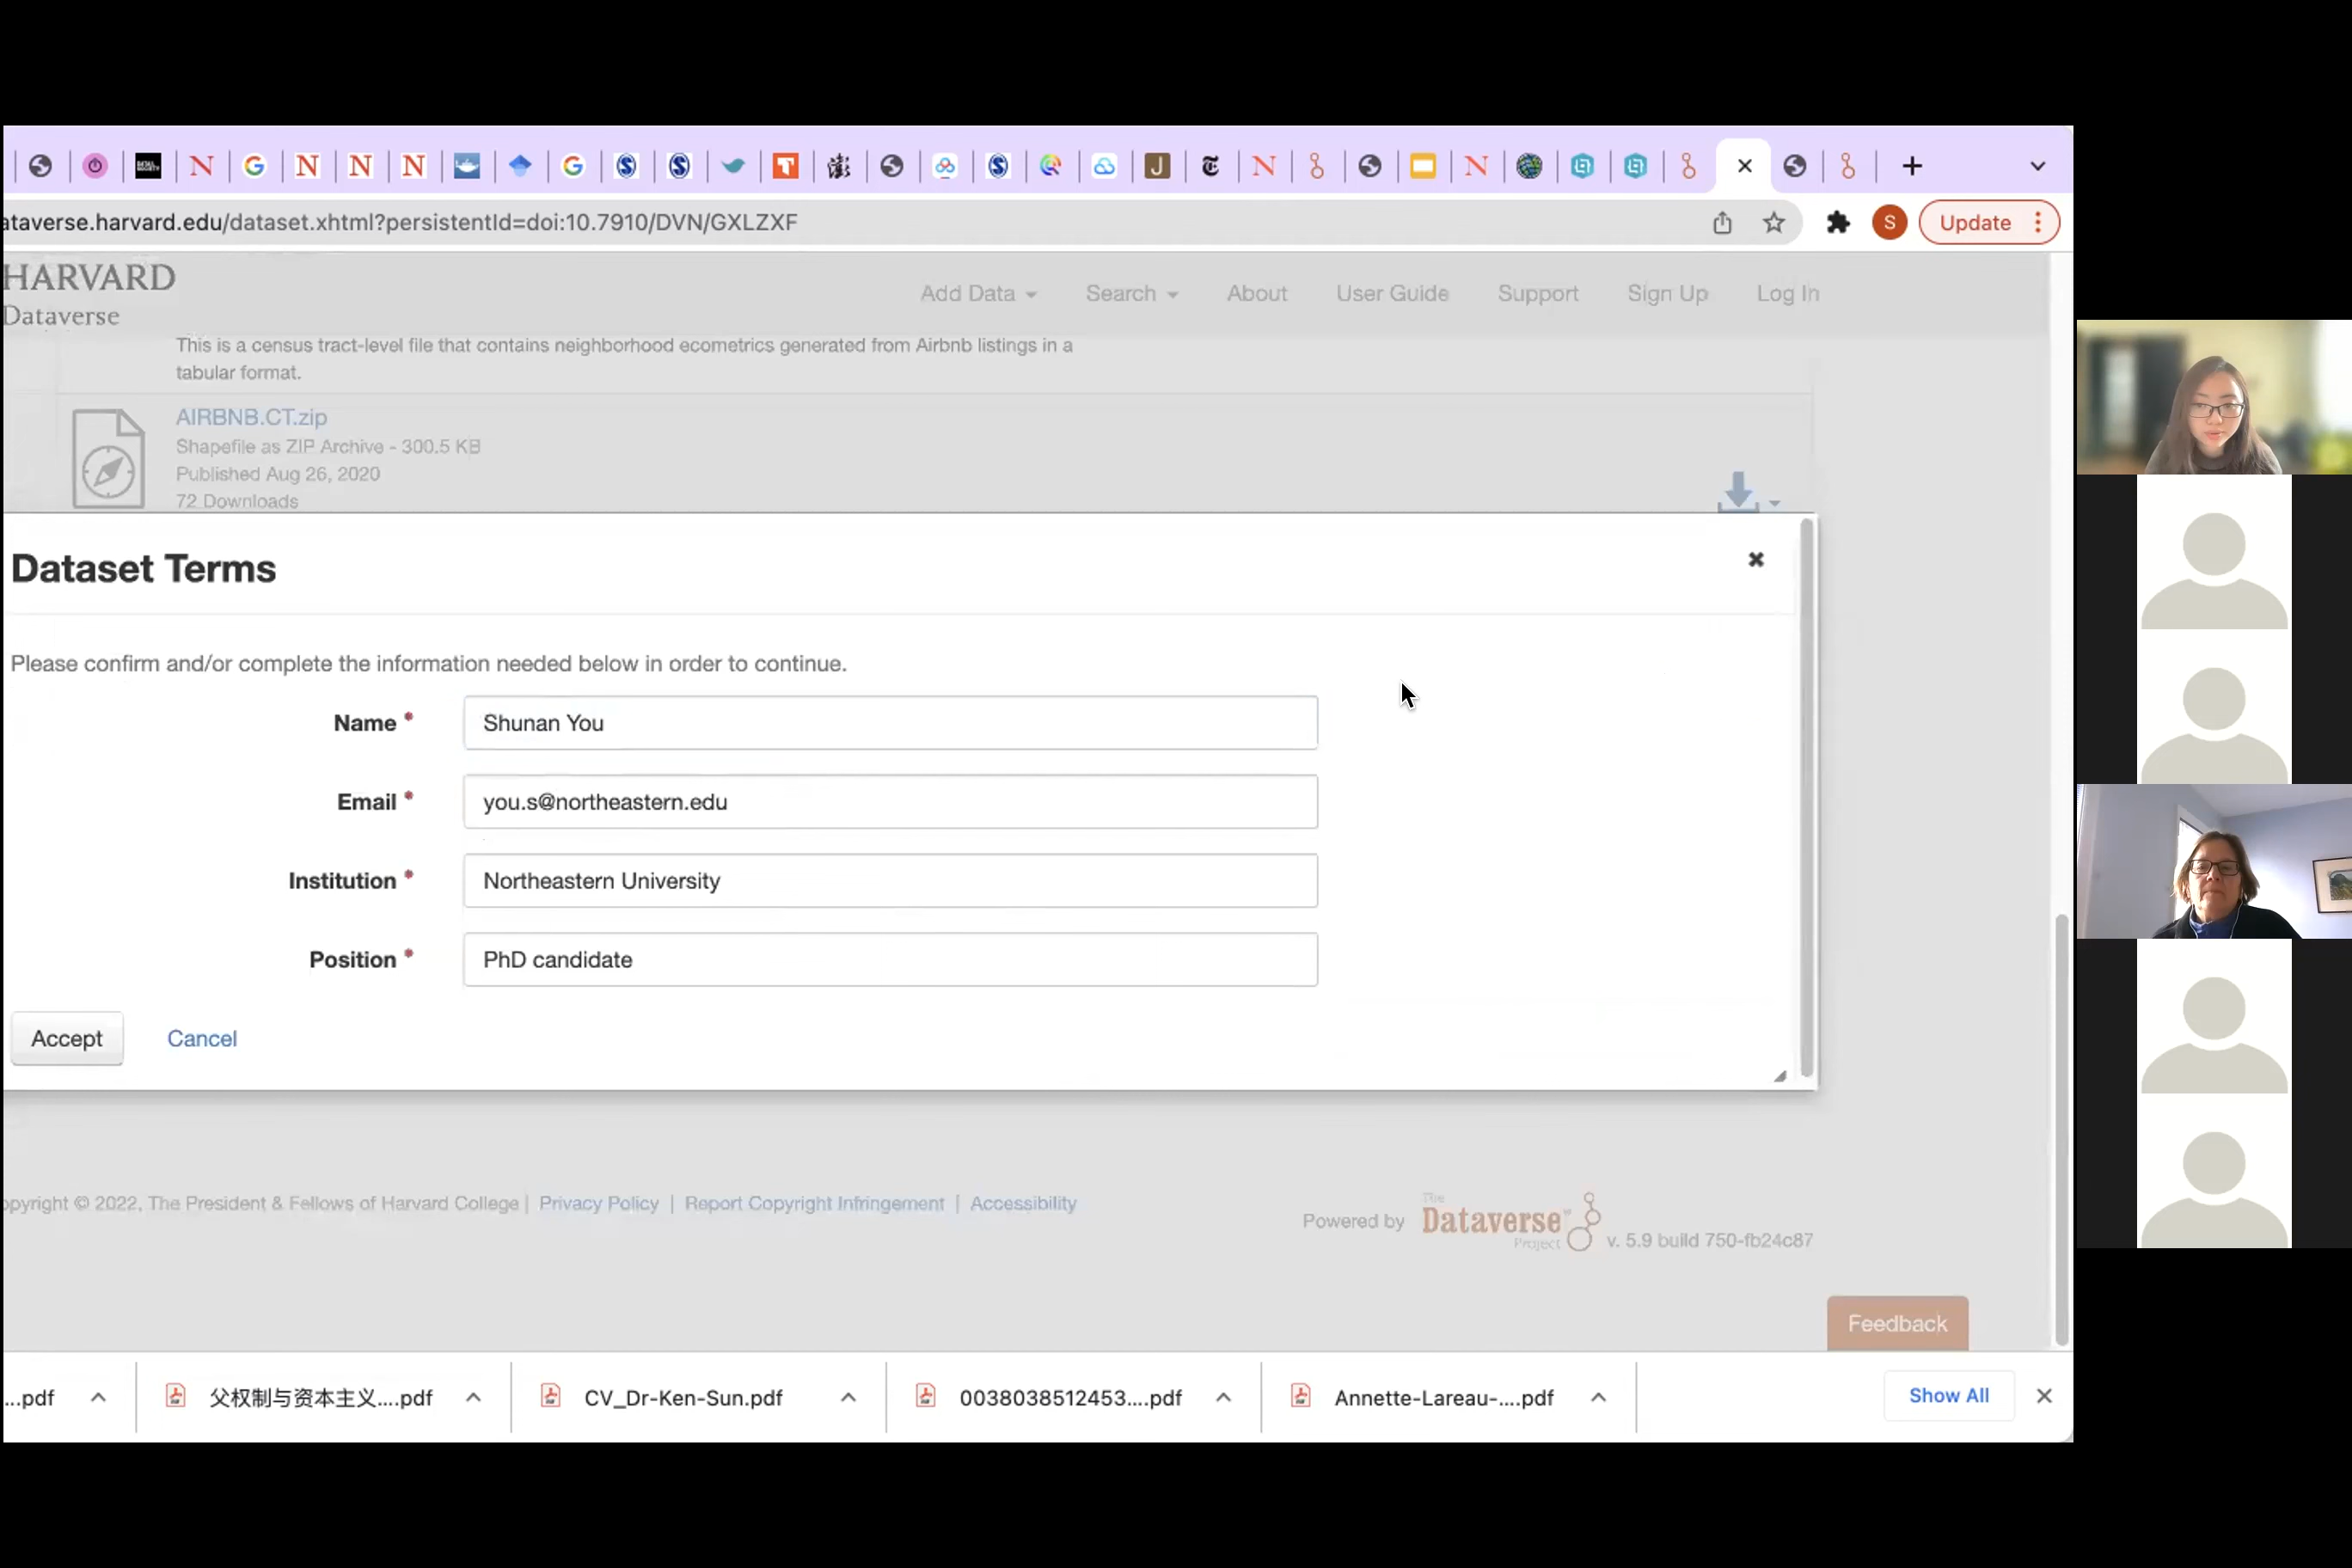 ataverse.harvard.edu/dataset.xhtml?persistentId=doi:10.7910/DVN/GXLZXF
S
Update
HARVARD
Dataverse
Add Data
Search
About
User Guide
Support
Sign Up
Log In
This is a census tract-level file that contains neighborhood ecometrics generated from Airbnb listings in a
tabular format.
AIRBNB.CT.zip
Shapefile as ZIP Archive - 300.5 KB
Published Aug 26, 2020
72 Downloads
Dataset Terms
Please confirm and/or complete the information needed below in order to continue.
Name *
Shunan You
Email *
you.s@northeastern.edu
Institution *
Northeastern University
Position *
PhD candidate
Accept
Cancel
opyright © 2022, The President & Fellows of Harvard College | Privacy Policy | Report Copyright Infringement | Accessibility
Powered by
The
Dataverse
Project
v. 5.9 build 750-fb24c87
Feedback
...pdf
父权制与资本主义....pdf
CV_Dr-Ken-Sun.pdf
0038038512453....pdf
Annette-Lareau-....pdf
Show All